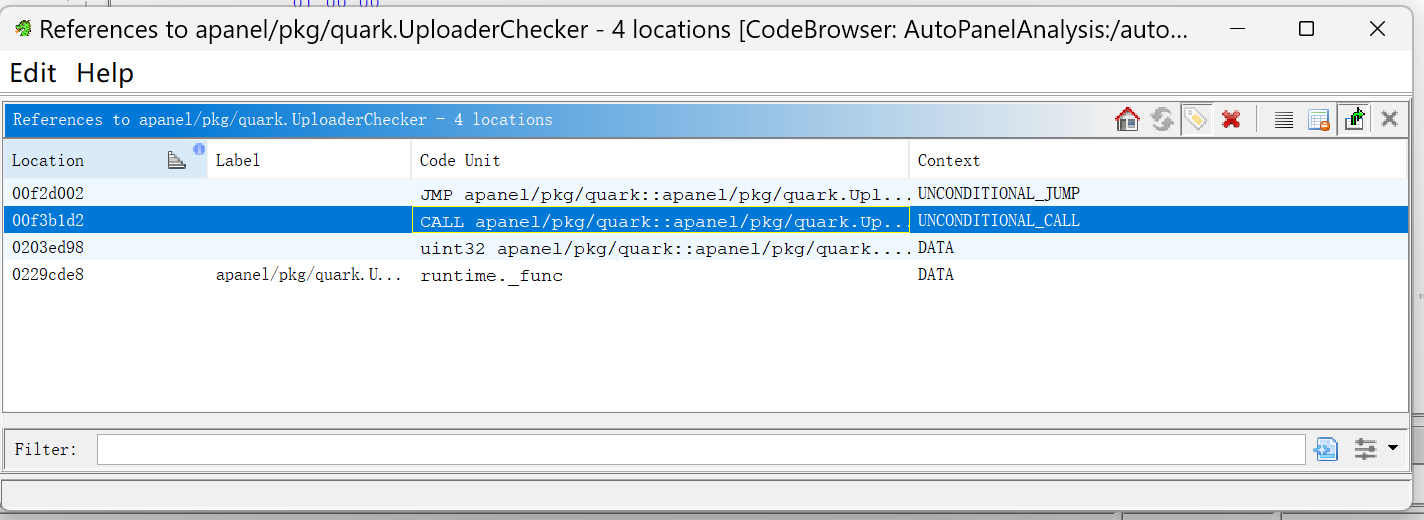 01 00 00
References to apanel/pkg/quark.UploaderChecker - 4 locations [CodeBrowser: AutoPanelAnalysis:/auto...
Edit Help
References to apanel/pkg/quark.UploaderChecker - 4 locations
Location Label Code Unit Context
00f2d002 JMP apanel/pkg/quark::apanel/pkg/quark.Upl... UNCONDITIONAL_JUMP
00f3b1d2 CALL apanel/pkg/quark::apanel/pkg/quark.Up... UNCONDITIONAL_CALL
0203ed98 uint32 apanel/pkg/quark::apanel/pkg/quark.... DATA
0229cde8 apanel/pkg/quark.U... runtime._func DATA
Filter: